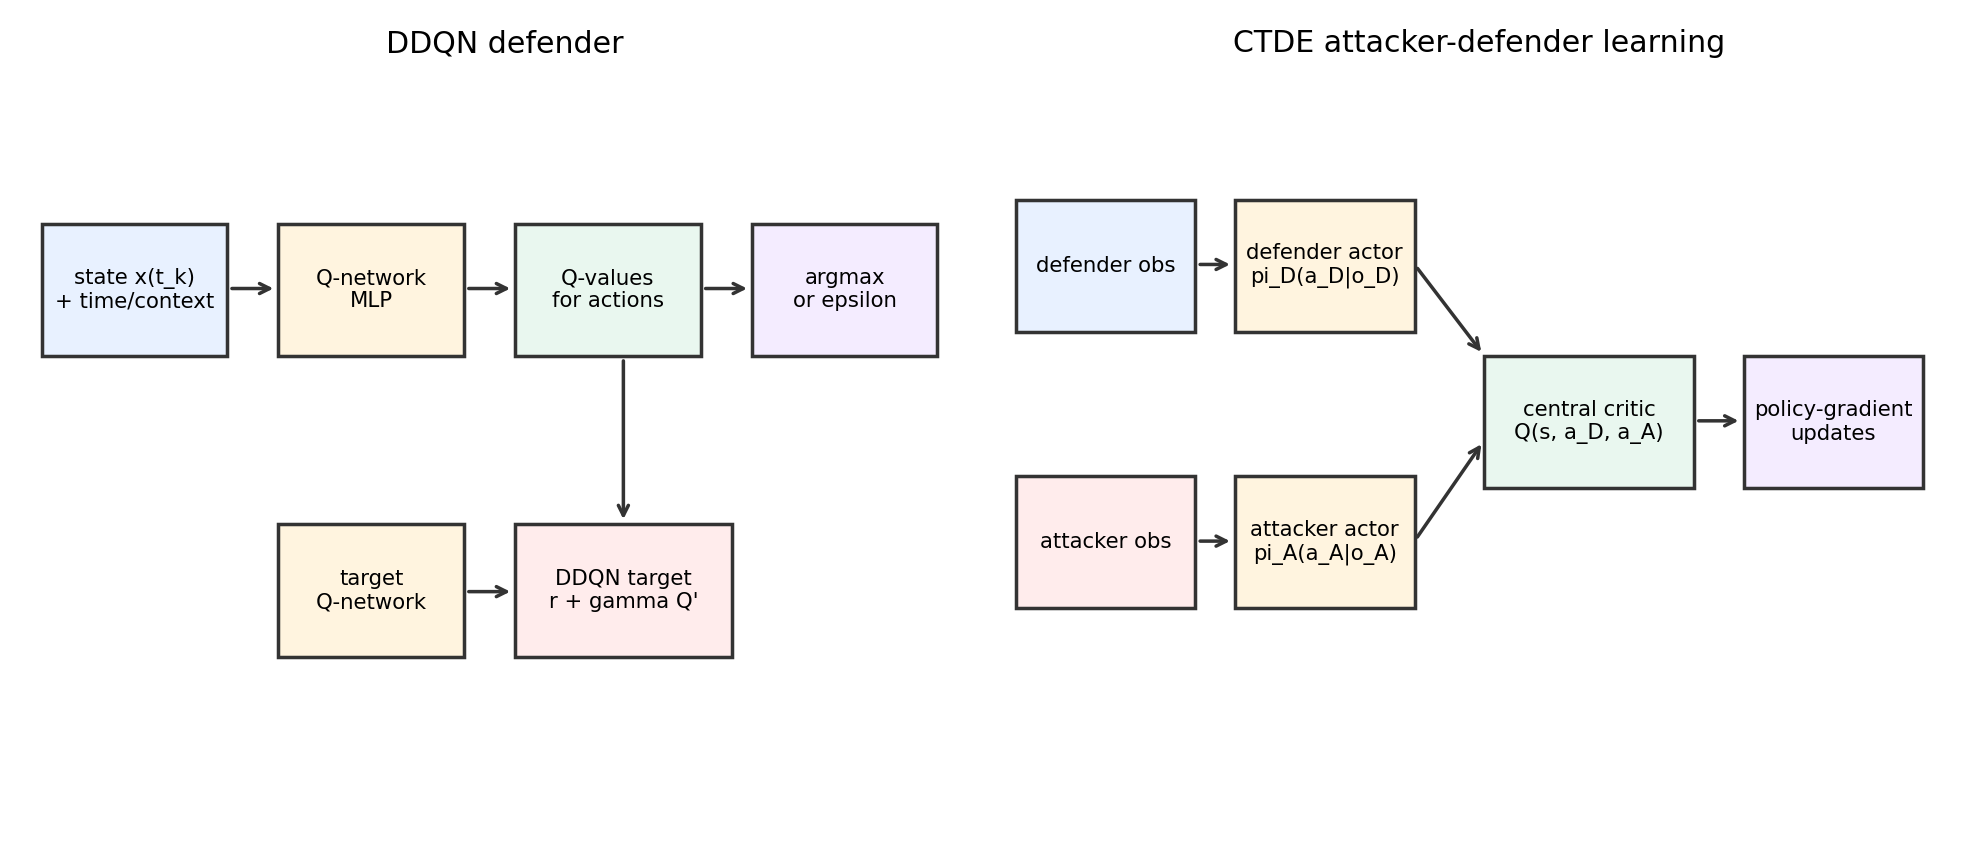 DDQN defender
state x(t_k)
+ time/context
Q-network
MLP
Q-values
for actions
argmax
or epsilon
target
Q-network
DDQN target
r + gamma Q'
CTDE attacker-defender learning
defender obs
defender actor
pi_D(a_D|o_D)
attacker obs
attacker actor
pi_A(a_A|o_A)
central critic
Q(s, a_D, a_A)
policy-gradient
updates